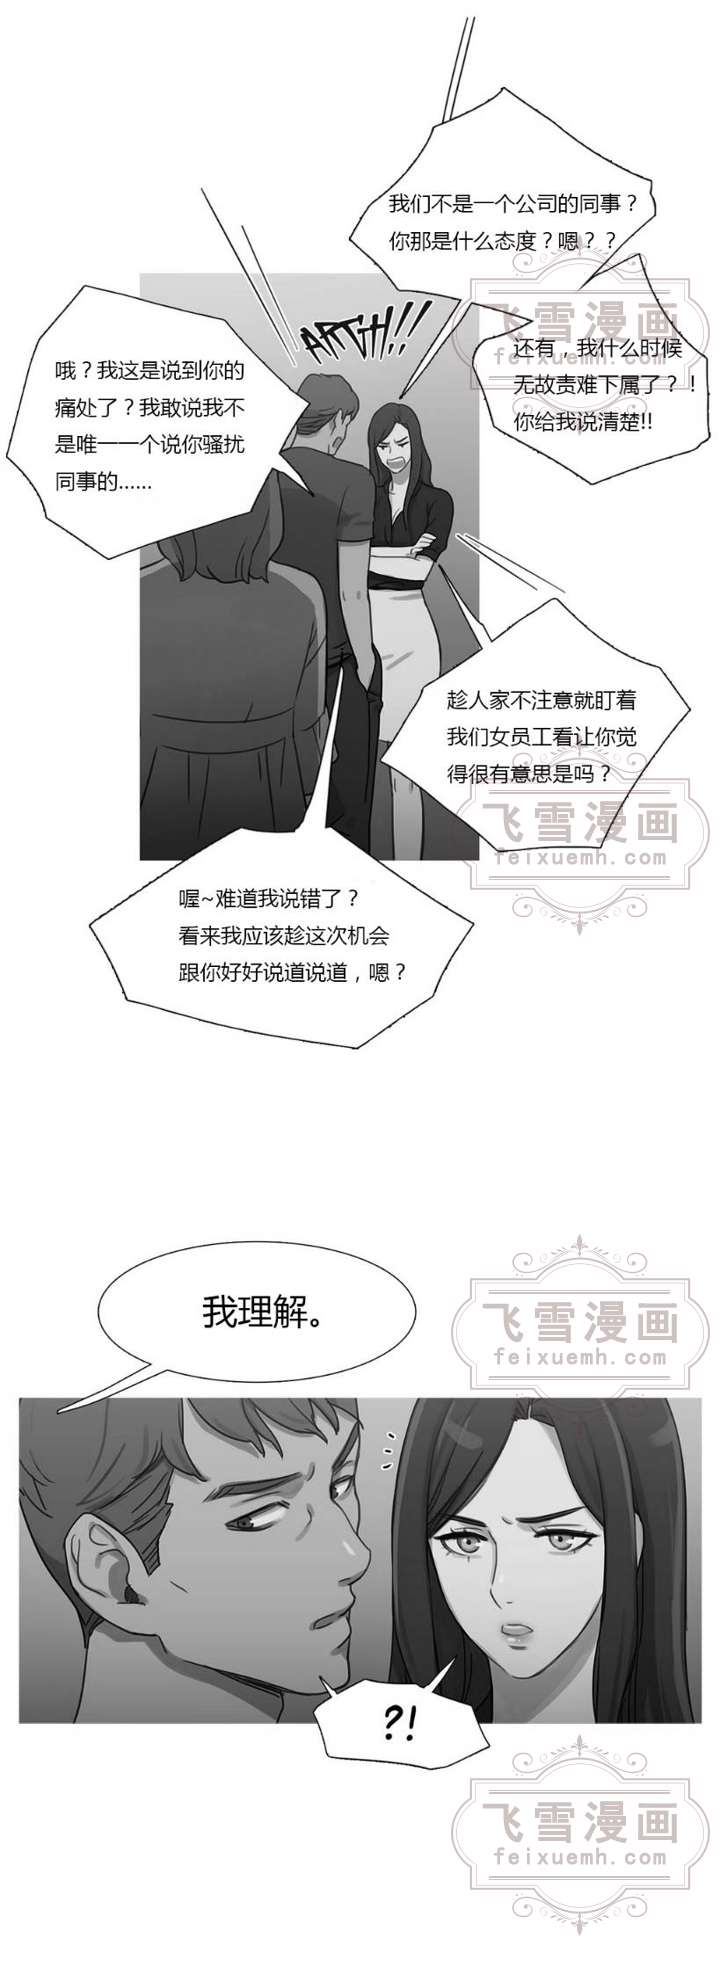 我们不是一个公司的同事？
你那是什么态度？嗯？？
飞雪漫画
feixuemh.com
还有，我什么时候
无故责难下属了？！
你给我说清楚!!
ARGH!!
哦？我这是说到你的
痛处了？我敢说我不
是唯一一个说你骚扰
同事的......
趁人家不注意就盯着
我们女员工看让你觉
得很有意思是吗？
飞雪漫画
feixuemh.com
喔~难道我说错了？
看来我应该趁这次机会
跟你好好说道说道，嗯？
我理解。
飞雪漫画
feixuemh.com
?!
飞雪漫画
feixuemh.com